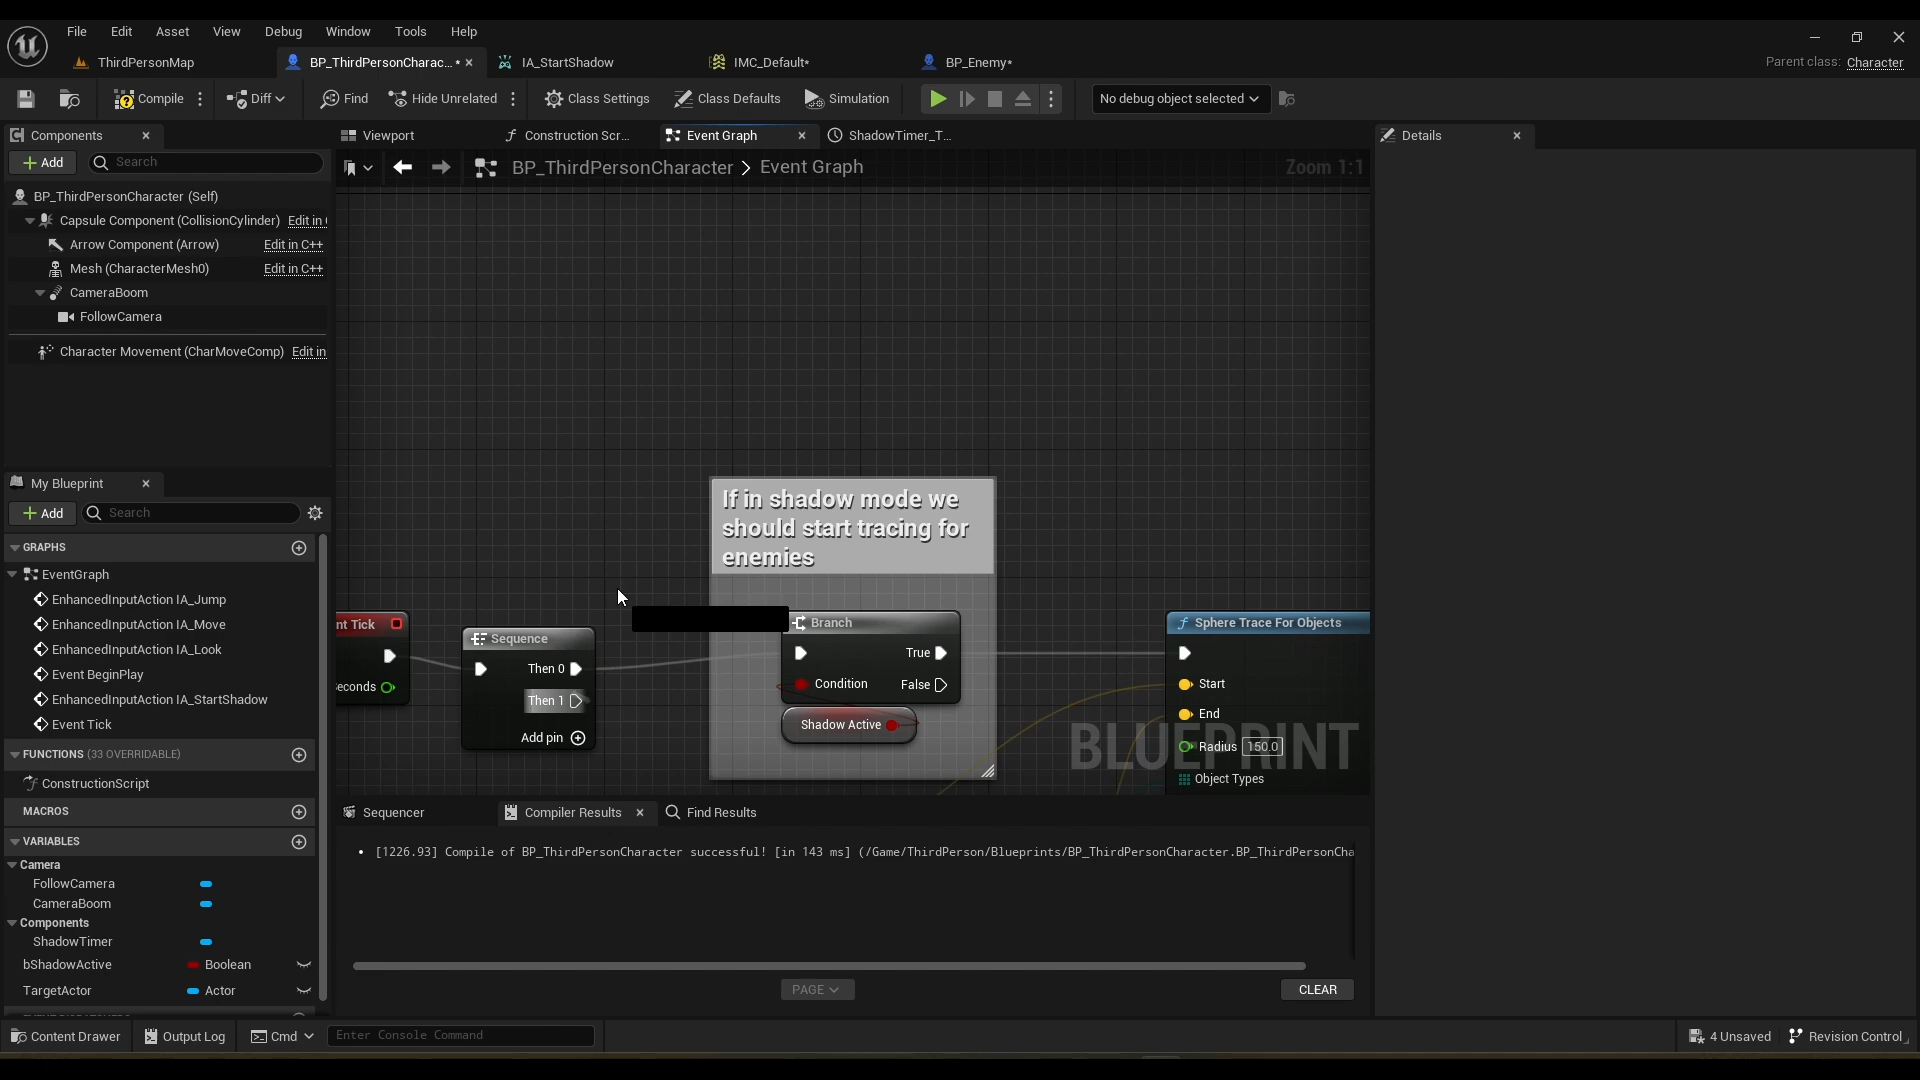 File Edit Asset View Window Debug Tools Help
ThirdPersonMap
BP_ThirdPersonCharac...*
IA_StartShadow
IMC_Default*
BP_Enemy*
Parent class: Character
Compile
Diff
Find
Hide Unrelated
Class Settings
Class Defaults
Simulation
No debug object selected
Components
Viewport
Construction Scr...
Event Graph
ShadowTimer_T...
Details
Add
Search
BP_ThirdPersonCharacter > Event Graph
Zoom 1:1
BP_ThirdPersonCharacter (Self)
Capsule Component (CollisionCylinder) Edit in
Arrow Component (Arrow) Edit in C++
Mesh (CharacterMesh0) Edit in C++
CameraBoom
FollowCamera
Character Movement (CharMoveComp) Edit in
My Blueprint
Add
Search
GRAPHS
EventGraph
EnhancedInputAction IA_Jump
EnhancedInputAction IA_Move
EnhancedInputAction IA_Look
Event BeginPlay
EnhancedInputAction IA_StartShadow
Event Tick
FUNCTIONS (33 OVERRIDABLE)
ConstructionScript
MACROS
VARIABLES
Camera
FollowCamera
CameraBoom
Components
ShadowTimer
bShadowActive Boolean
TargetActor Actor
If in shadow mode we
should start tracing for
enemies
nt Tick
econds
Sequence
Then 0
Then 1
Add pin
Branch
True
Condition
False
Shadow Active
Sphere Trace For Objects
Start
End
Radius 150.0
Object Types
BLUEPRINT
Sequencer
Compiler Results
Find Results
[1226.93] Compile of BP_ThirdPersonCharacter successful! [in 143 ms] (/Game/ThirdPerson/Blueprints/BP_ThirdPersonCharacter.BP_ThirdPersonCha
PAGE
CLEAR
Content Drawer
Output Log
Cmd
Enter Console Command
4 Unsaved
Revision Control